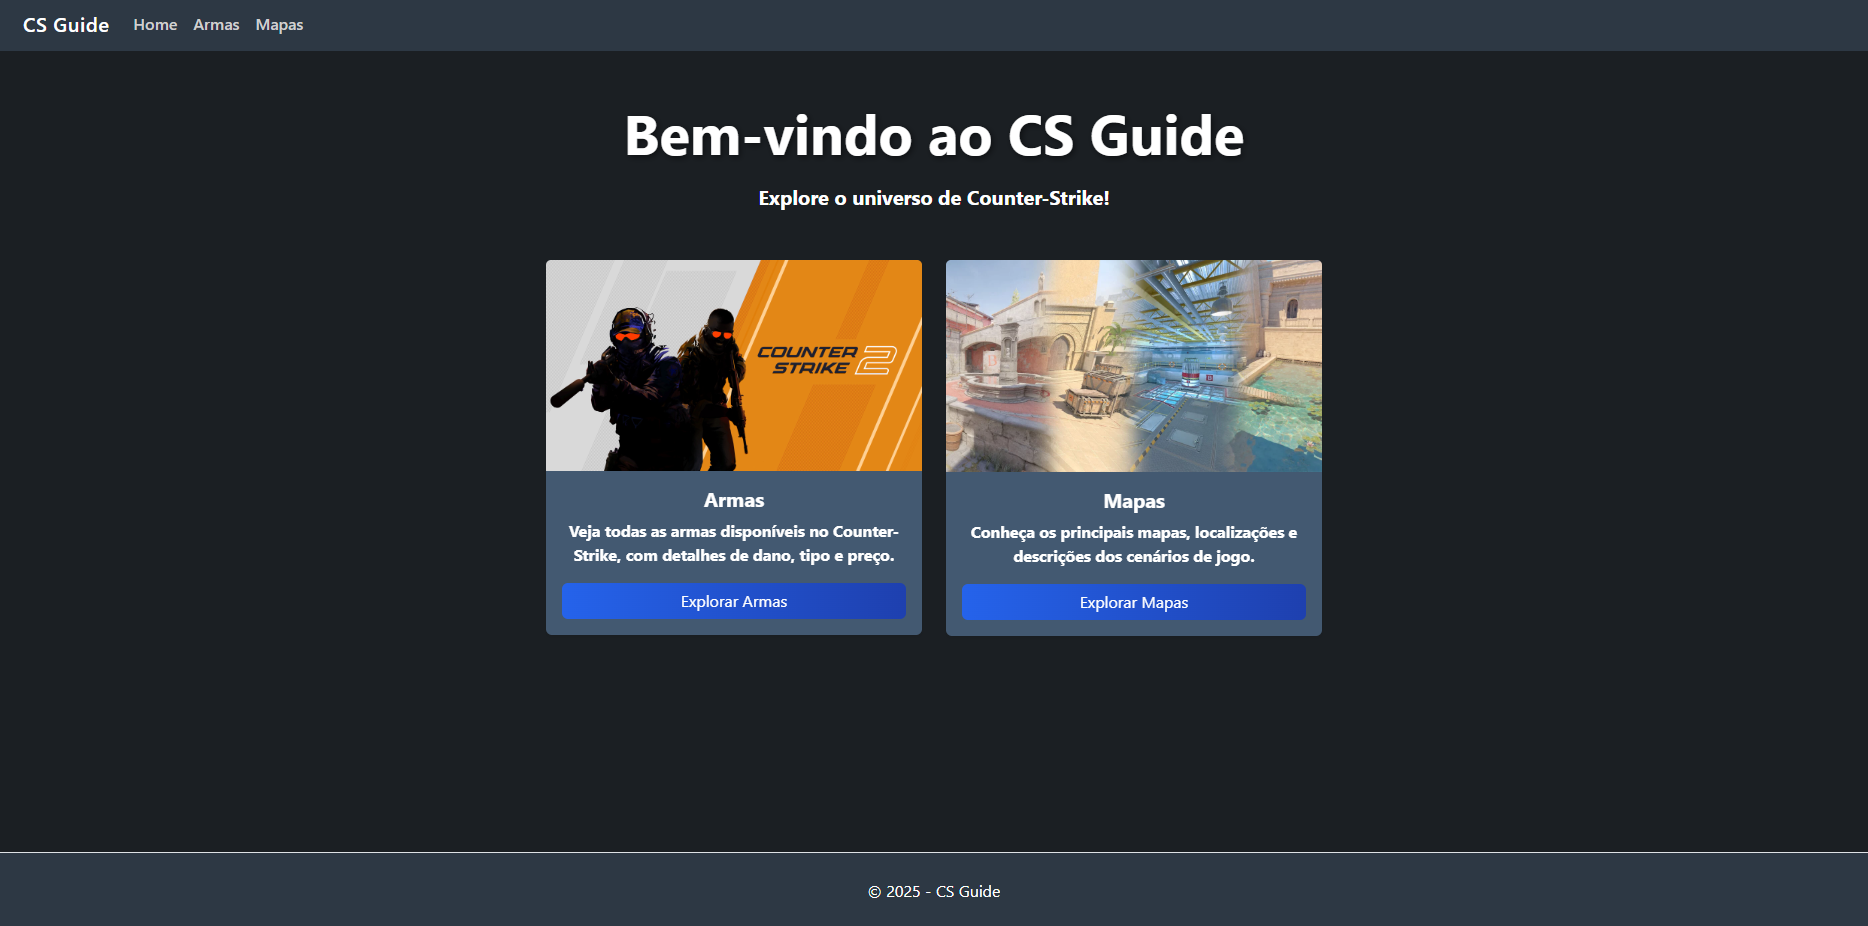 CS Guide Home Armas Mapas
Bem-vindo ao CS Guide
Explore o universo de Counter-Strike!
COUNTER
STRIKE 2
Armas
Veja todas as armas disponíveis no Counter-
Strike, com detalhes de dano, tipo e preço.
Explorar Armas
B
Mapas
Conheça os principais mapas, localizações e
descrições dos cenários de jogo.
Explorar Mapas
© 2025 - CS Guide